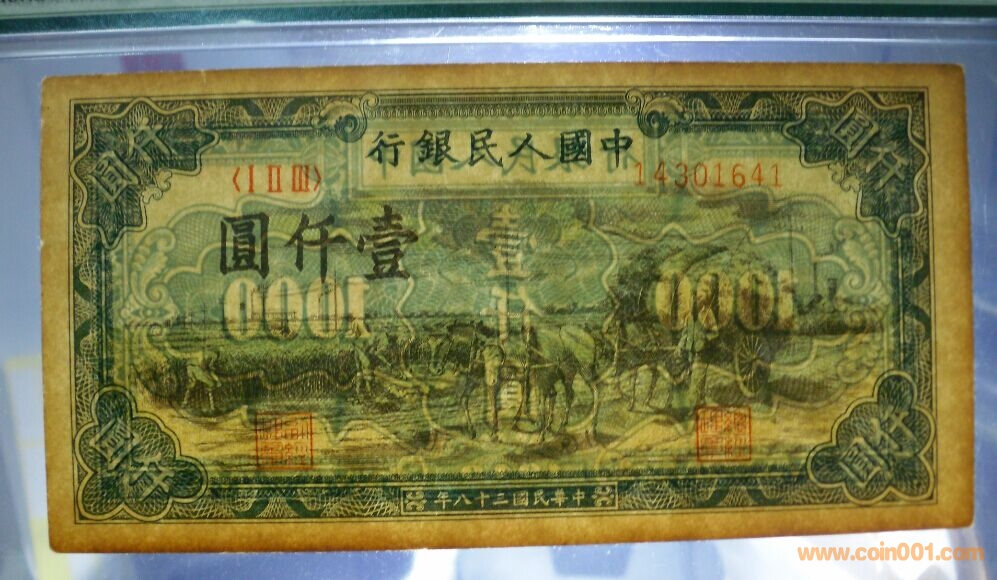 中國人民銀行
〈I II III〉
14301641
壹仟圓
仟圓
仟圓
1000
1000
仟圓
仟圓
中華民國三十八年
www.coin001.com